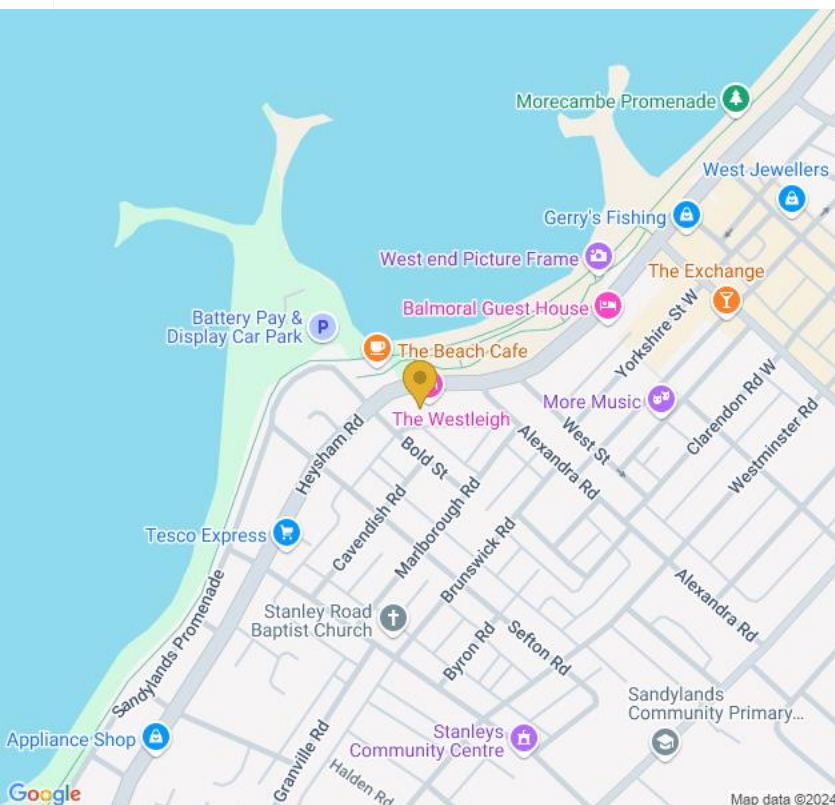 Morecambe Promenade
West Jewellers
Gerry's Fishing
West end Picture Frame
The Exchange
Balmoral Guest House
Battery Pay &
Display Car Park
P
The Beach Cafe
Yorkshire St W
The Westleigh
More Music
Clarendon Rd W
Westminster Rd
West St
Heysham Rd
Bold St
Alexandra Rd
Tesco Express
Cavendish Rd
Marlborough Rd
Brunswick Rd
Sandylands Promenade
Stanley Road
Baptist Church
Alexandra Rd
Byron Rd
Sefton Rd
Sandylands
Community Primary...
Appliance Shop
Granville Rd
Stanleys
Community Centre
Halden Rd
Google
Map data ©2024